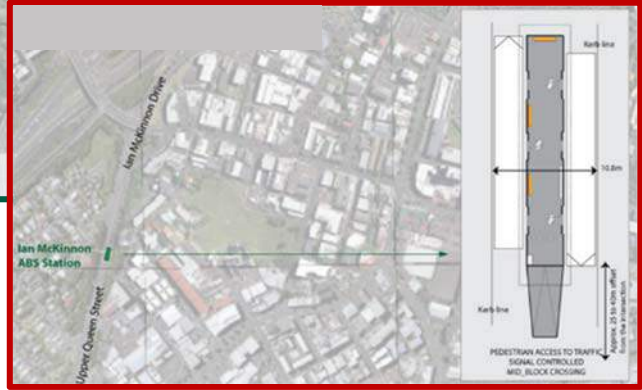 Ian McKinnon Drive
Ian McKinnon
ABS Station
Upper Queen Street
Kerb line
10.8m
Kerb line
Approx. 25 to 40m offset
from the intersection
PEDESTRIAN ACCESS TO TRAFFIC
SIGNAL CONTROLLED
MID_BLOCK CROSSING